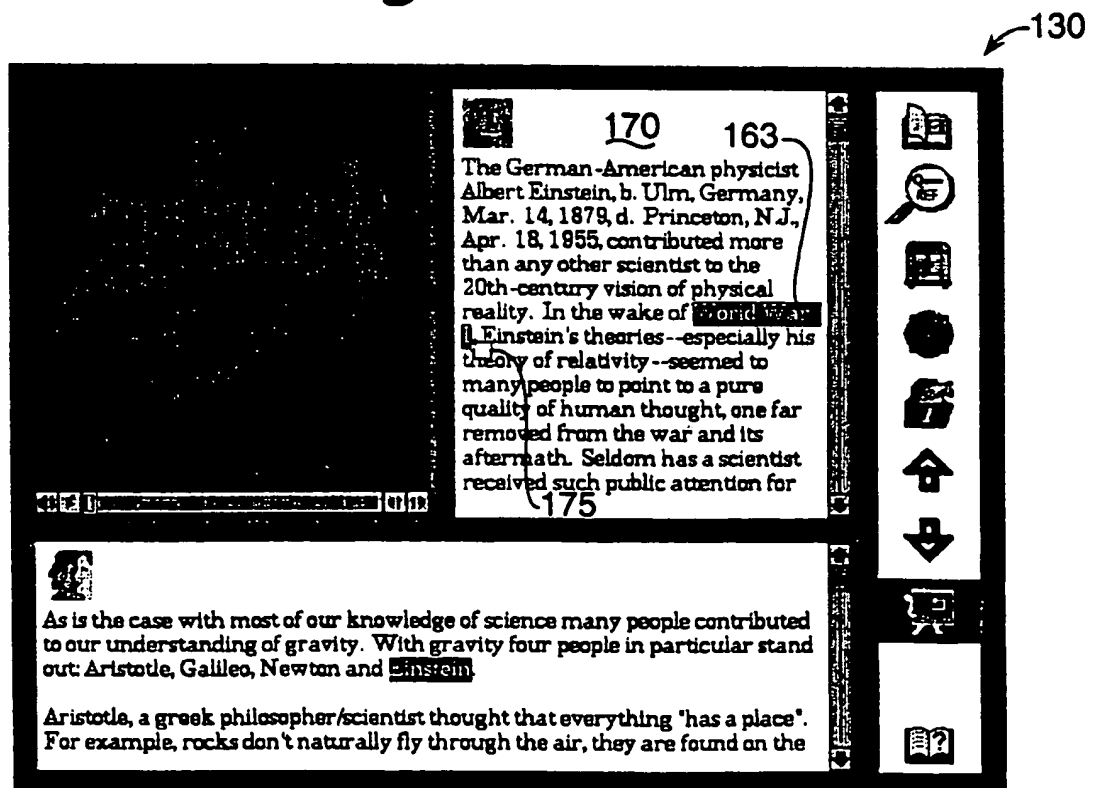 130
170
163
The German-American physicist
Albert Einstein, b. Ulm, Germany,
Mar. 14, 1879, d. Princeton, N.J.,
Apr. 18, 1955, contributed more
than any other scientist to the
20th-century vision of physical
reality. In the wake of World War
I, Einstein's theories--especially his
theory of relativity--seemed to
many people to point to a pure
quality of human thought, one far
removed from the war and its
aftermath. Seldom has a scientist
received such public attention for
175
As is the case with most of our knowledge of science many people contributed
to our understanding of gravity. With gravity four people in particular stand
out: Aristotle, Galileo, Newton and Einstein.
Aristotle, a greek philosopher/scientist thought that everything "has a place".
For example, rocks don't naturally fly through the air, they are found on the
REF
?